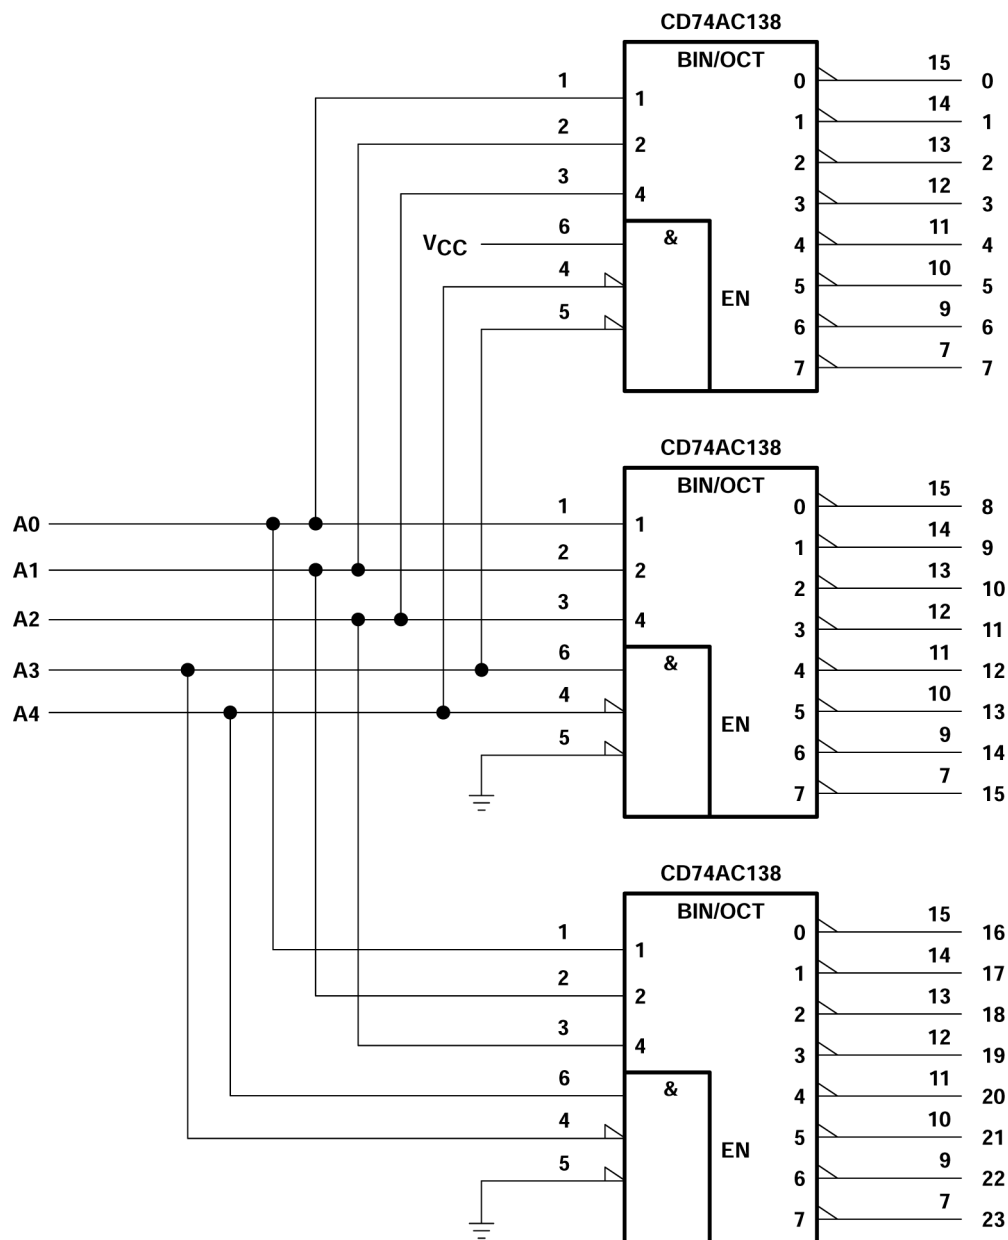 CD74AC138
BIN/OCT
1 1
2 2
3 4
VCC 6 &
4
5
EN
0 15 0
1 14 1
2 13 2
3 12 3
4 11 4
5 10 5
6 9 6
7 7 7
CD74AC138
BIN/OCT
A0 1 1
A1 2 2
A2 3 4
A3 6 &
A4 4
5
EN
0 15 8
1 14 9
2 13 10
3 12 11
4 11 12
5 10 13
6 9 14
7 7 15
CD74AC138
BIN/OCT
1 1
2 2
3 4
6 &
4
5
EN
0 15 16
1 14 17
2 13 18
3 12 19
4 11 20
5 10 21
6 9 22
7 7 23